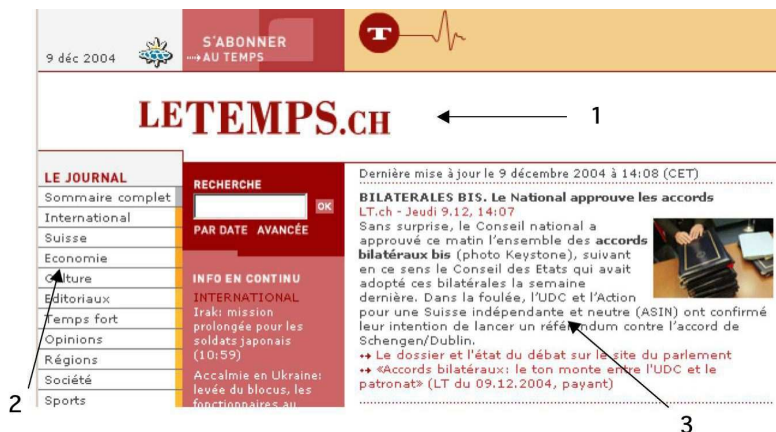 9 déc 2004
S'ABONNER
AU TEMPS
T
LETEMPS.CH
1
LE JOURNAL
Sommaire complet
International
Suisse
Economie
Culture
Editoriaux
Temps fort
Opinions
Régions
Société
Sports
2
RECHERCHE
OK
PAR DATE AVANCÉE
INFO EN CONTINU
INTERNATIONAL
Irak: mission
prolongée pour les
soldats japonais
(10:59)
Accalmie en Ukraine:
levée du blocus, les
fonctionnaires au
Dernière mise à jour le 9 décembre 2004 à 14:08 (CET)
BILATERALES BIS. Le National approuve les accords
LT.ch - Jeudi 9.12, 14:07
Sans surprise, le Conseil national a
approuvé ce matin l'ensemble des accords
bilatéraux bis (photo Keystone), suivant
en ce sens le Conseil des Etats qui avait
adopté ces bilatérales la semaine
dernière. Dans la foulée, l'UDC et l'Action
pour une Suisse indépendante et neutre (ASIN) ont confirmé
leur intention de lancer un référendum contre l'accord de
Schengen/Dublin.
Le dossier et l'état du débat sur le site du parlement
«Accords bilatéraux: le ton monte entre l'UDC et le
patronat» (LT du 09.12.2004, payant)
3